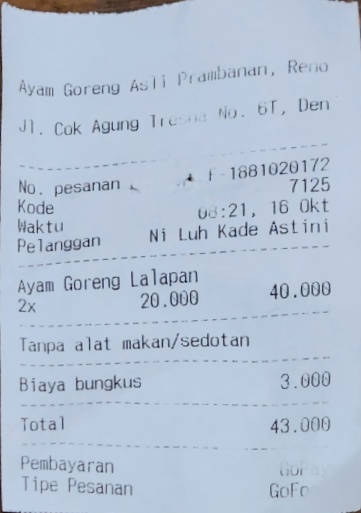 Ayam Goreng Asli Prambanan, Reno
Jl. Cok Agung Tresna No. 6T, Den
No. pesanan F-1881020172
Kode 7125
Waktu 08:21, 16 Okt
Pelanggan Ni Luh Kade Astini
Ayam Goreng Lalapan
2x 20.000 40.000
Tanpa alat makan/sedotan
Biaya bungkus 3.000
Total 43.000
Pembayaran GoPay
Tipe Pesanan